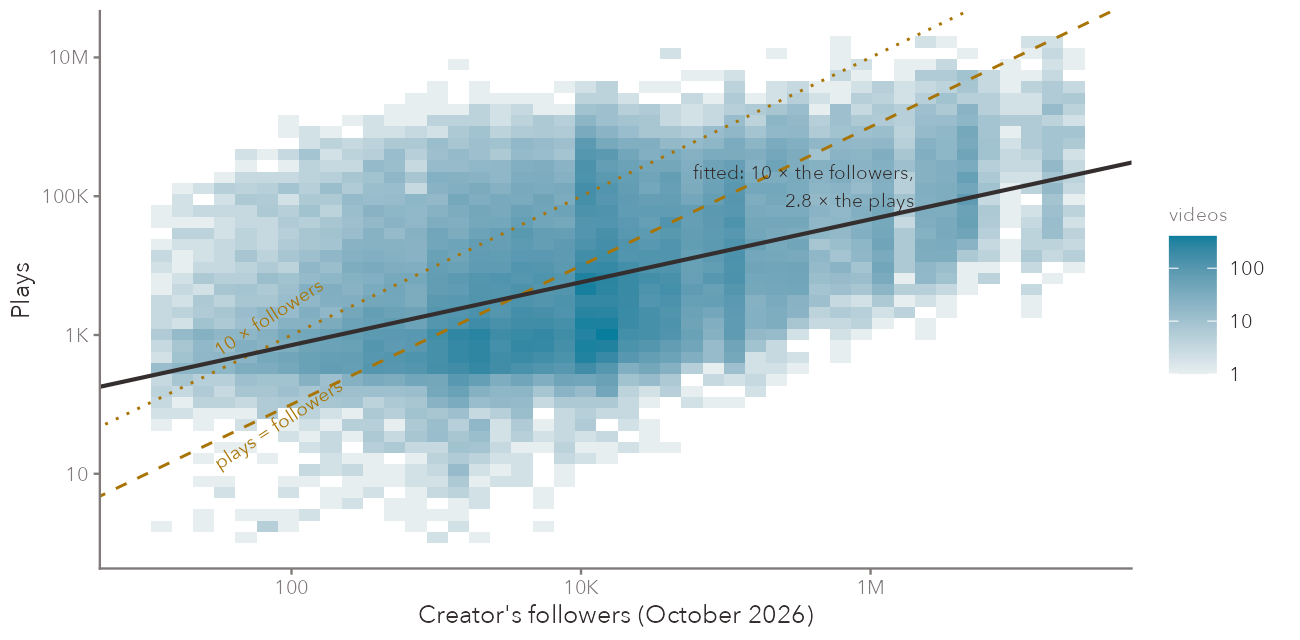 10M
100K
1K
10
Plays
10 × followers
plays = followers
fitted: 10 × the followers,
2.8 × the plays
videos
100
10
1
100
10K
1M
Creator's followers (October 2026)